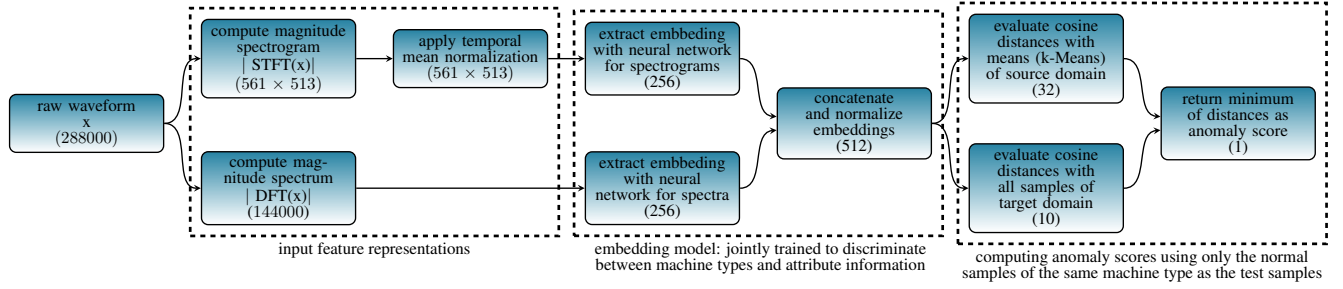 raw waveform
x
(288000)
compute magnitude
spectrogram
| STFT(x)|
(561 × 513)
apply temporal
mean normalization
(561 × 513)
compute mag-
nitude spectrum
| DFT(x)|
(144000)
input feature representations
extract embbeding
with neural network
for spectrograms
(256)
extract embbeding
with neural
network for spectra
(256)
concatenate
and normalize
embeddings
(512)
embedding model: jointly trained to discriminate
between machine types and attribute information
evaluate cosine
distances with
means (k-Means)
of source domain
(32)
evaluate cosine
distances with
all samples of
target domain
(10)
return minimum
of distances as
anomaly score
(1)
computing anomaly scores using only the normal
samples of the same machine type as the test samples